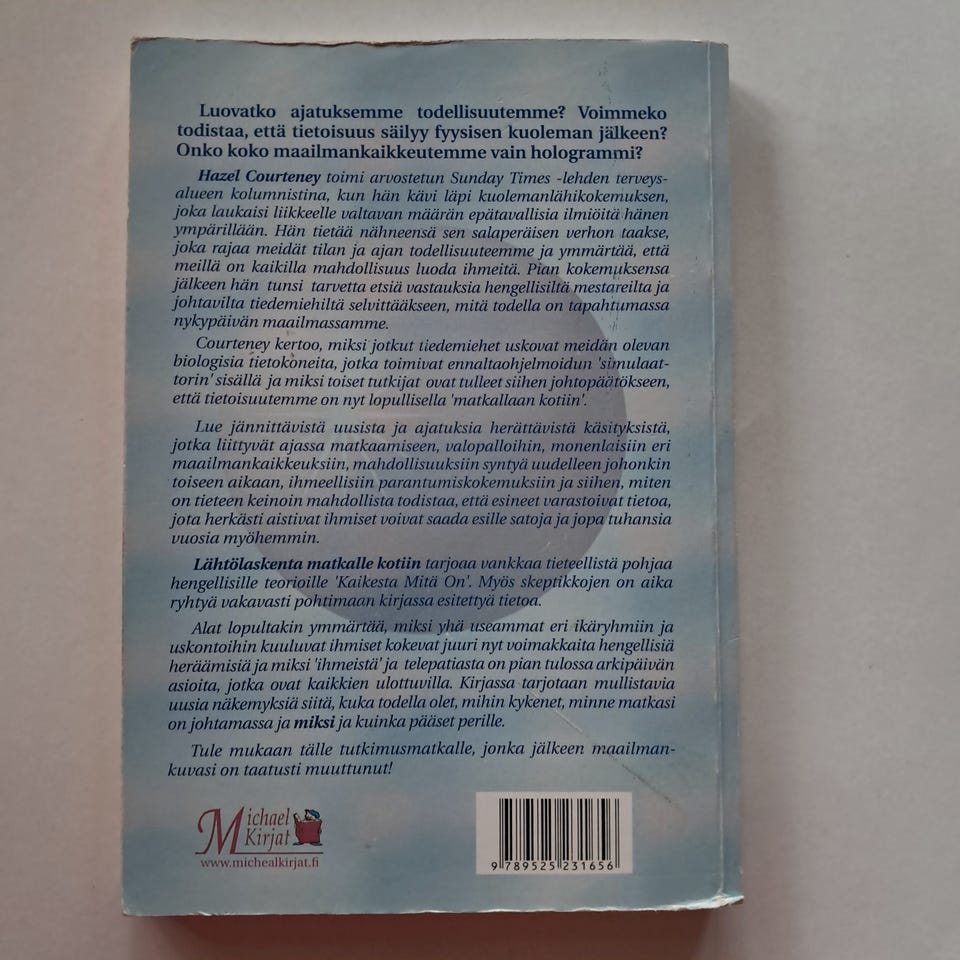 Luovatko ajatuksemme todellisuutemme? Voimmeko
todistaa, että tietoisuus säilyy fyysisen kuoleman jälkeen?
Onko koko maailmankaikkeutemme vain hologrammi?
Hazel Courteney toimi arvostetun Sunday Times -lehden terveys-
alueen kolumnistina, kun hän kävi läpi kuolemanlähikokemuksen,
joka laukaisi liikkeelle valtavan määrän epätavallisia ilmiöitä hänen
ympärillään. Hän tietää nähneensä sen salaperäisen verhon taakse,
joka rajaa meidät tilan ja ajan todellisuuteemme ja ymmärtää, että
meillä on kaikilla mahdollisuus luoda ihmeitä. Pian kokemuksensa
jälkeen hän tunsi tarvetta etsiä vastauksia hengellisiltä mestareilta ja
johtavilta tiedemiehiltä selvittääkseen, mitä todella on tapahtumassa
nykypäivän maailmassamme.
Courteney kertoo, miksi jotkut tiedemiehet uskovat meidän olevan
biologisia tietokoneita, jotka toimivat ennaltaohjelmoidun 'simulaat-
torin' sisällä ja miksi toiset tutkijat ovat tulleet siihen johtopäätökseen,
että tietoisuutemme on nyt lopullisella 'matkallaan kotiin'.
Lue jännittävistä uusista ja ajatuksia herättävistä käsityksistä,
jotka liittyvät ajassa matkaamiseen, valopalloihin, monenlaisiin eri
maailmankaikkeuksiin, mahdollisuuksiin syntyä uudelleen johonkin
toiseen aikaan, ihmeellisiin parantumiskokemuksiin ja siihen, miten
on tieteen keinoin mahdollista todistaa, että esineet varastoivat tietoa,
jota herkästi aistivat ihmiset voivat saada esille satoja ja jopa tuhansia
vuosia myöhemmin.
Lähtölaskenta matkalle kotiin tarjoaa vankkaa tieteellistä pohjaa
hengellisille teorioille 'Kaikesta Mitä On'. Myös skeptikkojen on aika
ryhtyä vakavasti pohtimaan kirjassa esitettyä tietoa.
Alat lopultakin ymmärtää, miksi yhä useammat eri ikäryhmiin ja
uskontoihin kuuluvat ihmiset kokevat juuri nyt voimakkaita hengellisiä
heräämisiä ja miksi 'ihmeistä' ja telepatiasta on pian tulossa arkipäivän
asioita, jotka ovat kaikkien ulottuvilla. Kirjassa tarjotaan mullistavia
uusia näkemyksiä siitä, kuka todella olet, mihin kykenet, minne matkasi
on johtamassa ja miksi ja kuinka pääset perille.
Tule mukaan tälle tutkimusmatkalle, jonka jälkeen maailman-
kuvasi on taatusti muuttunut!
Michael
Kirjat
www.michealkirjat.fi
9 789525 231656